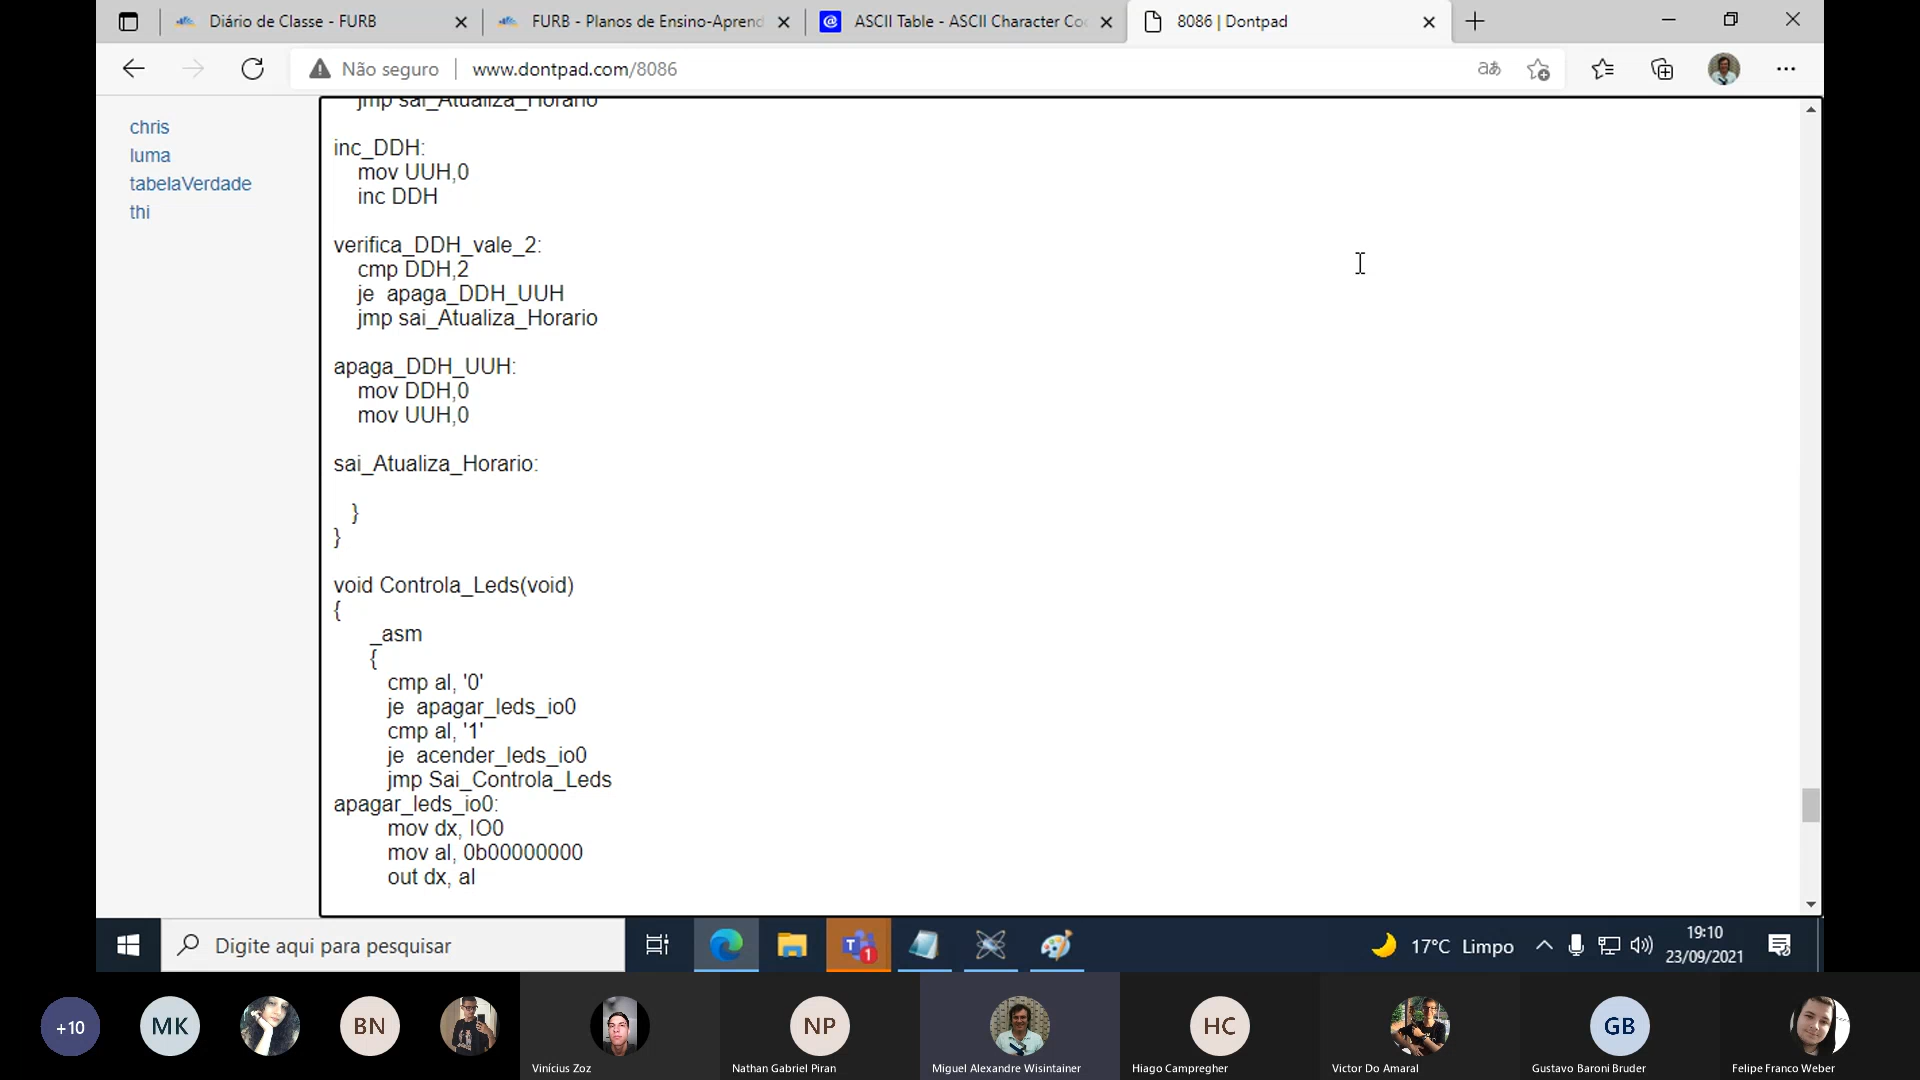 Diário de Classe - FURB
FURB - Planos de Ensino-Aprend
ASCII Table - ASCII Character Co
8086 | Dontpad
Não seguro
www.dontpad.com/8086
aあ
chris
luma
tabelaVerdade
thi
jmp sai_Atualiza_Horario
inc_DDH:
mov UUH,0
inc DDH
verifica_DDH_vale_2:
cmp DDH,2
je  apaga_DDH_UUH
jmp sai_Atualiza_Horario
apaga_DDH_UUH:
mov DDH,0
mov UUH,0
sai_Atualiza_Horario:
}
}
void Controla_Leds(void)
{
_asm
{
cmp al, '0'
je  apagar_leds_io0
cmp al, '1'
je  acender_leds_io0
jmp Sai_Controla_Leds
apagar_leds_io0:
mov dx, IO0
mov al, 0b00000000
out dx, al
Digite aqui para pesquisar
T
1
17°C Limpo
19:10
23/09/2021
+10
MK
BN
Vinícius Zoz
NP
Nathan Gabriel Piran
Miguel Alexandre Wisintainer
HC
Hiago Campregher
Victor Do Amaral
GB
Gustavo Baroni Bruder
Felipe Franco Weber